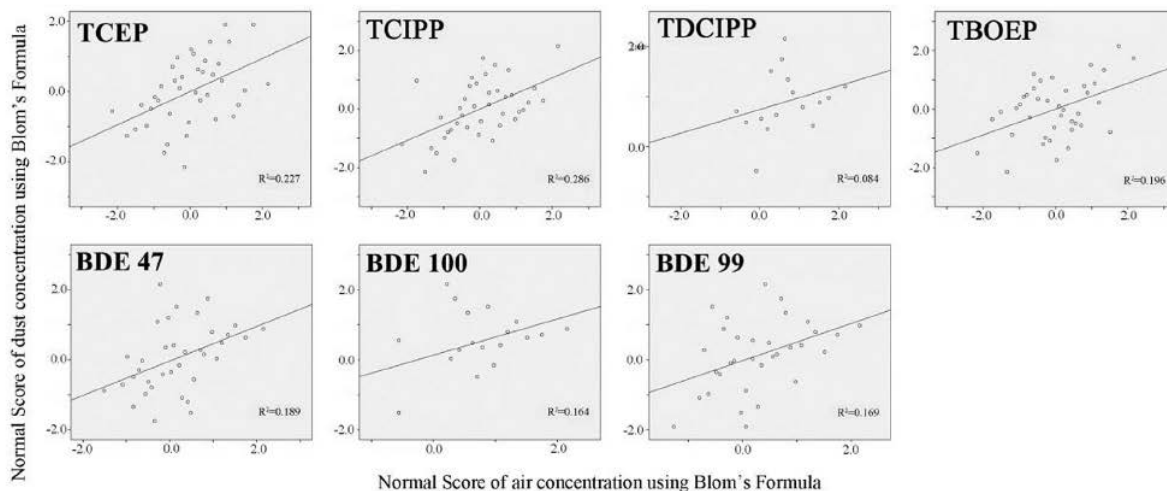 Normal Score of dust concentration using Blom's Formula
TCEP
2.0
0.0
-2.0
R²=0.227
-2.0
0.0
2.0
TCIPP
2.0
0.0
-2.0
R²=0.286
-2.0
0.0
2.0
TDCIPP
0.0
R²=0.084
-2.0
0.0
2.0
TBOEP
2.0
0.0
-2.0
R²=0.196
-2.0
0.0
2.0
BDE 47
2.0
0.0
-2.0
R²=0.189
-2.0
0.0
2.0
BDE 100
2.0
0.0
-2.0
R²=0.164
0.0
2.0
BDE 99
2.0
0.0
-2.0
R²=0.169
0.0
2.0
Normal Score of air concentration using Blom's Formula